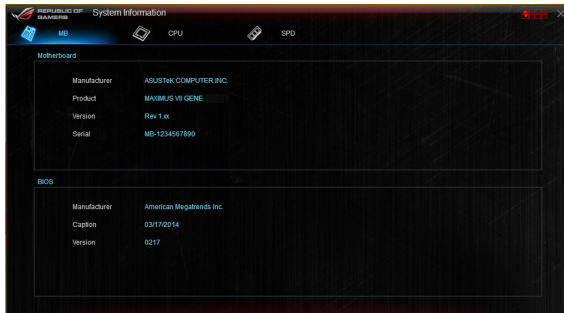 REPUBLIC OF GAMERS System Information
MB CPU SPD
Motherboard
Manufacturer ASUSTeK COMPUTER INC.
Product MAXIMUS VII GENE
Version Rev 1.xx
Serial MB-1234567890
BIOS
Manufacturer American Megatrends Inc.
Caption 03/17/2014
Version 0217